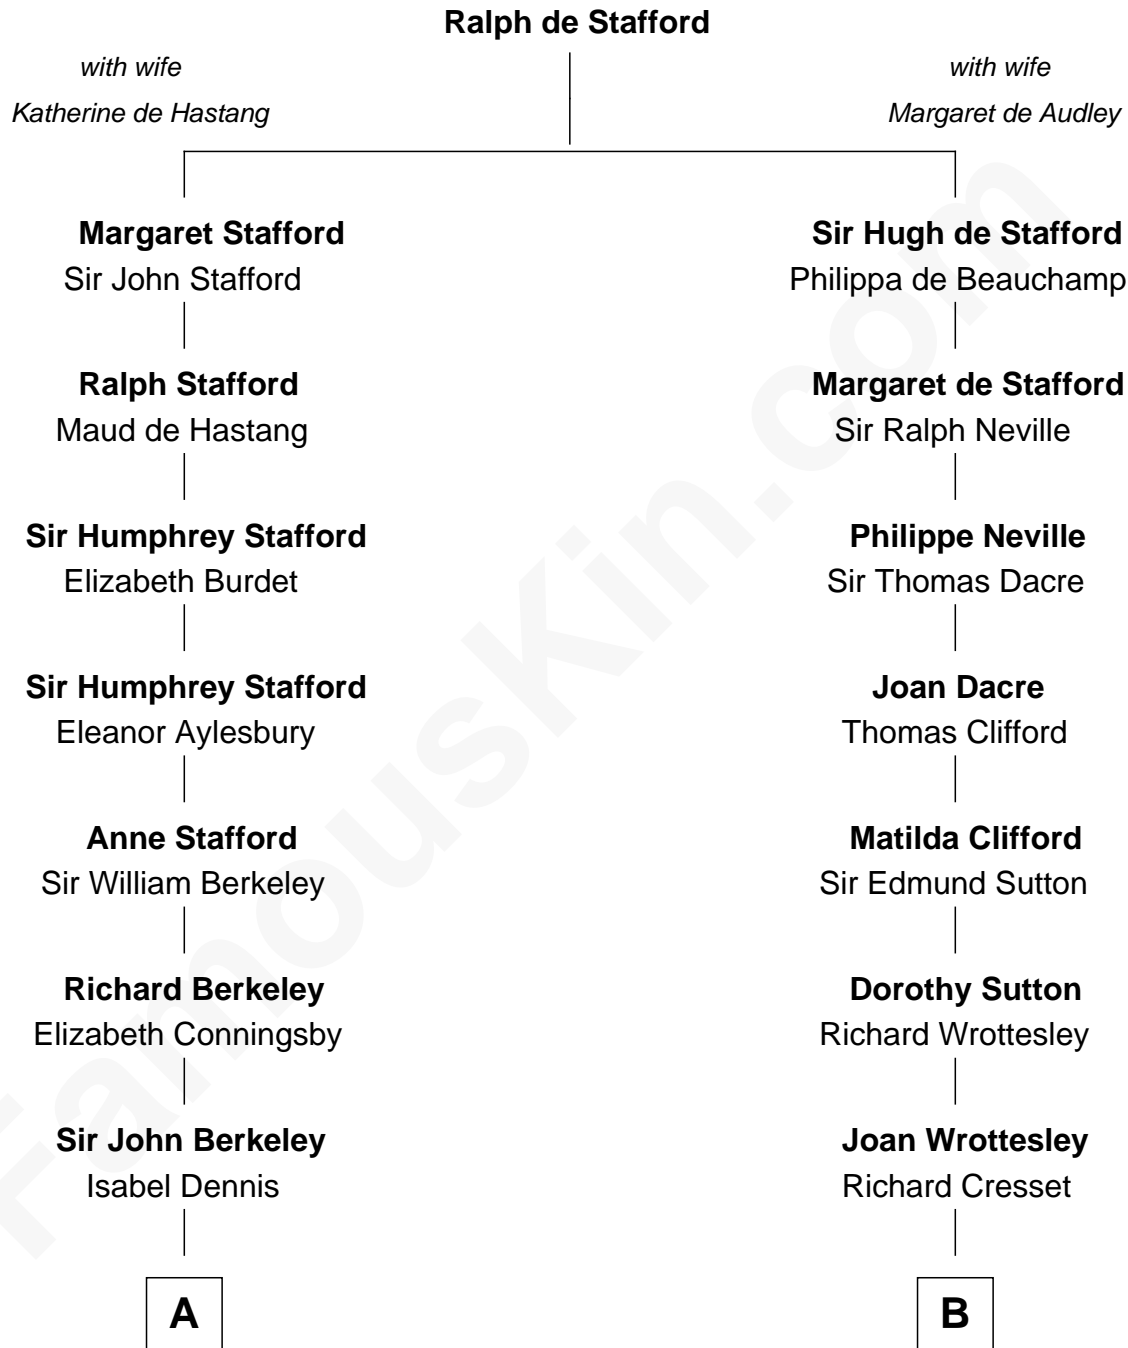 Ralph de Stafford
with wife
Katherine de Hastang
with wife
Margaret de Audley
Margaret Stafford
Sir John Stafford
Sir Hugh de Stafford
Philippa de Beauchamp
Ralph Stafford
Maud de Hastang
Margaret de Stafford
Sir Ralph Neville
Sir Humphrey Stafford
Elizabeth Burdet
Philippe Neville
Sir Thomas Dacre
Sir Humphrey Stafford
Eleanor Aylesbury
Joan Dacre
Thomas Clifford
Anne Stafford
Sir William Berkeley
Matilda Clifford
Sir Edmund Sutton
Richard Berkeley
Elizabeth Conningsby
Dorothy Sutton
Richard Wrottesley
Sir John Berkeley
Isabel Dennis
Joan Wrottesley
Richard Cresset
A
B
FamousKin.com